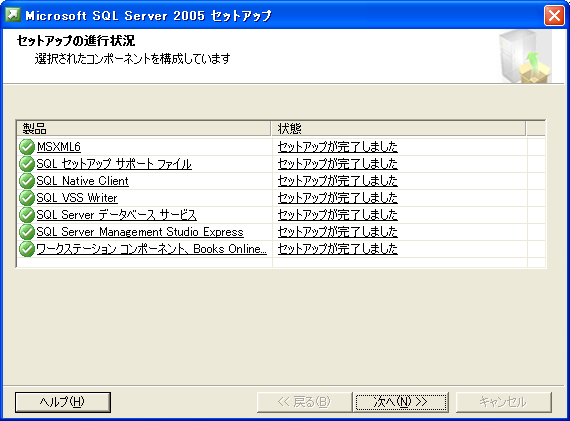 Microsoft SQL Server 2005 セットアップ
セットアップの進行状況
選択されたコンポーネントを構成しています
製品 状態
MSXML6 セットアップが完了しました
SQL セットアップ サポート ファイル セットアップが完了しました
SQL Native Client セットアップが完了しました
SQL VSS Writer セットアップが完了しました
SQL Server データベース サービス セットアップが完了しました
SQL Server Management Studio Express セットアップが完了しました
ワークステーション コンポーネント、Books Online... セットアップが完了しました
ヘルプ(H) << 戻る(B) 次へ(N) >> キャンセル